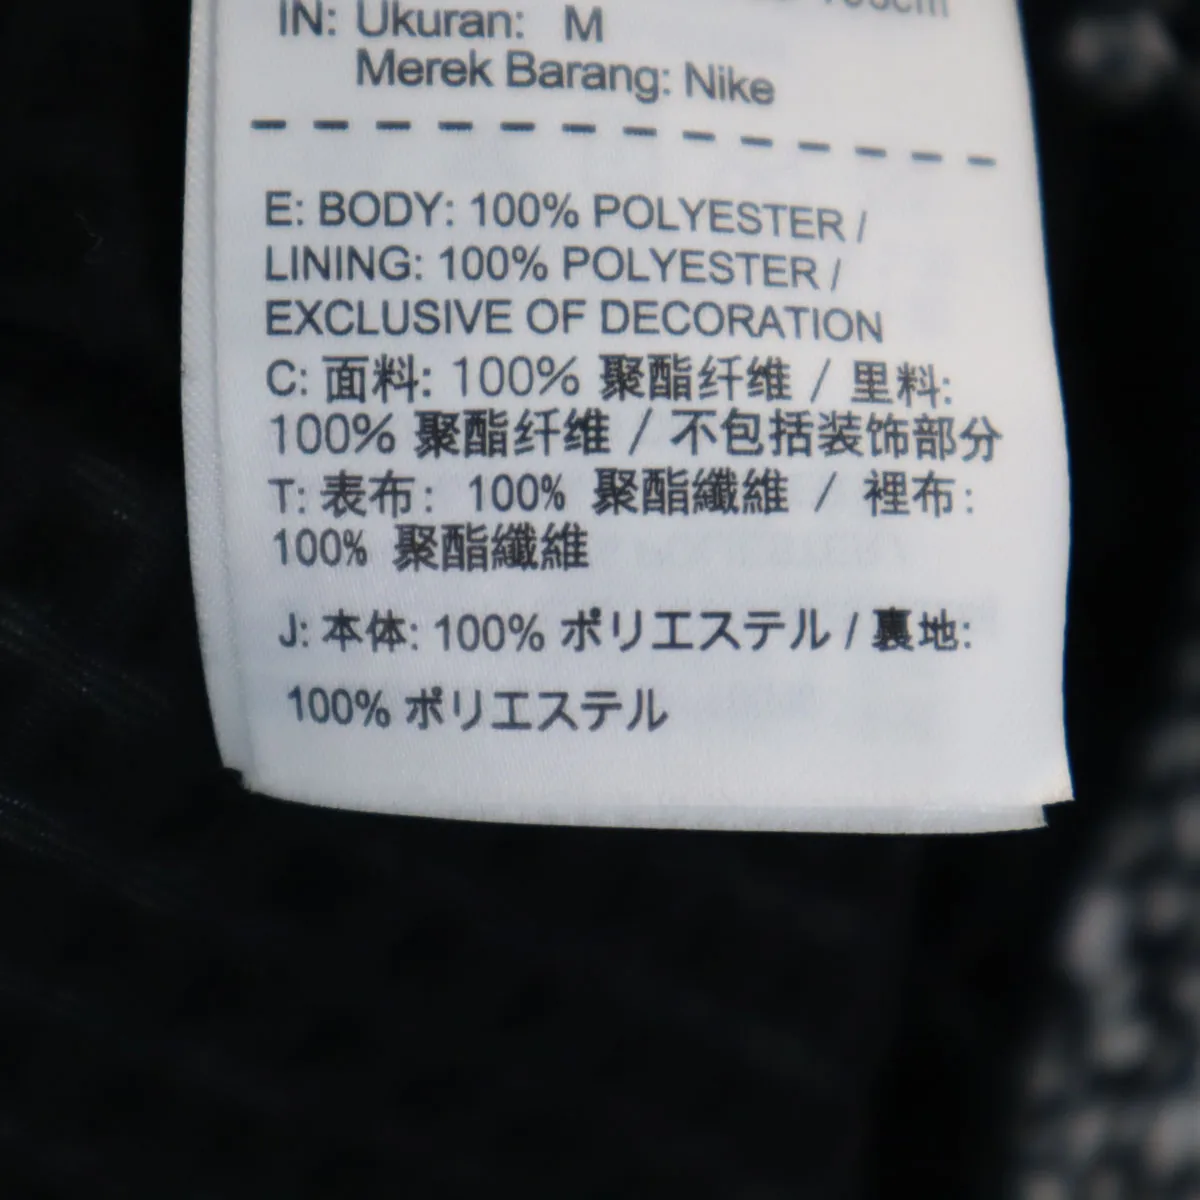 IN: Ukuran: M
Merek Barang: Nike
E: BODY: 100% POLYESTER /
LINING: 100% POLYESTER /
EXCLUSIVE OF DECORATION
C: 面料: 100% 聚酯纤维 / 里料:
100% 聚酯纤维 / 不包括装饰部分
T: 表布: 100% 聚酯纖維 / 裡布:
100% 聚酯纖維
J: 本体: 100% ポリエステル / 裏地:
100% ポリエステル